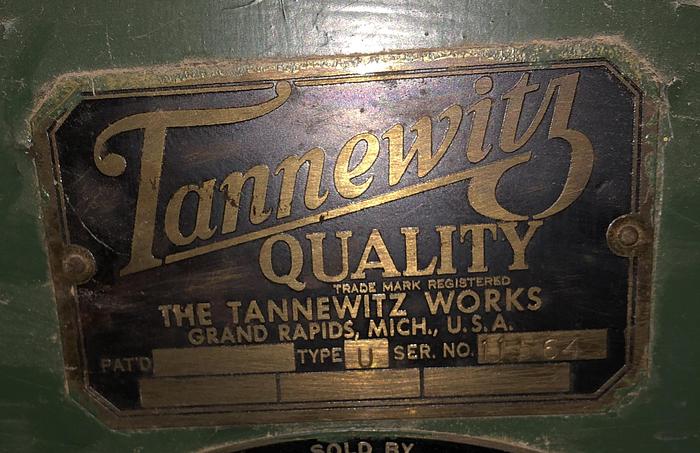 Tannewitz
QUALITY
TRADE MARK REGISTERED
THE TANNEWITZ WORKS
GRAND RAPIDS, MICH., U.S.A.
PAT'D TYPE U SER. NO.
SOLD BY